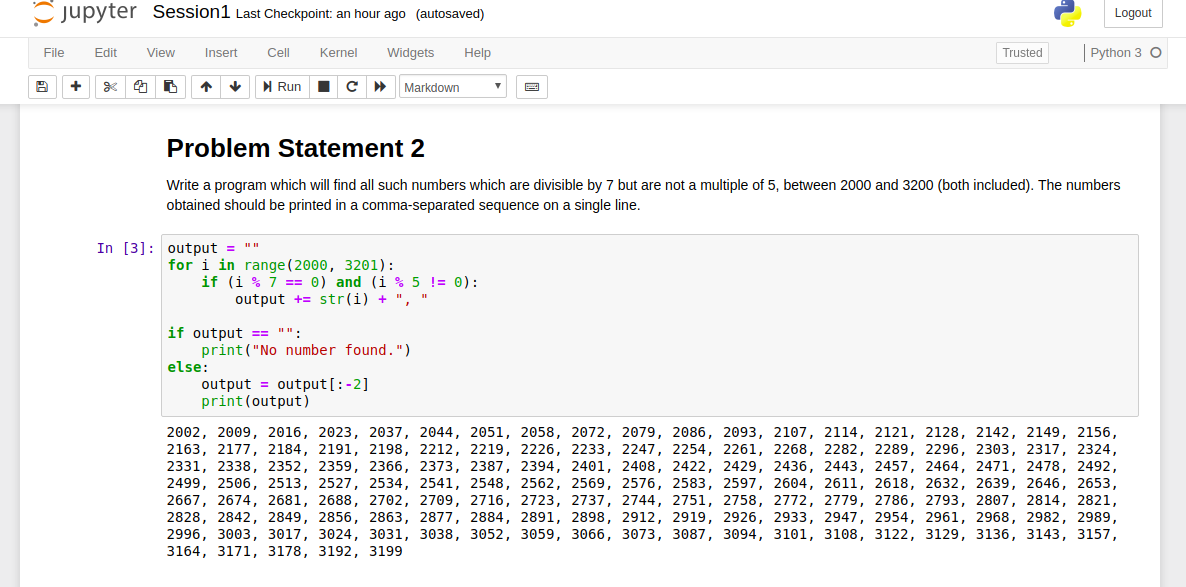 jupyter Session1 Last Checkpoint: an hour ago (autosaved) Logout
File Edit View Insert Cell Kernel Widgets Help Trusted Python 3
Run Markdown
Problem Statement 2
Write a program which will find all such numbers which are divisible by 7 but are not a multiple of 5, between 2000 and 3200 (both included). The numbers
obtained should be printed in a comma-separated sequence on a single line.
In [3]: output = ""
for i in range(2000, 3201):
    if (i % 7 == 0) and (i % 5 != 0):
        output += str(i) + ", "
if output == "":
    print("No number found.")
else:
    output = output[:-2]
    print(output)
2002, 2009, 2016, 2023, 2037, 2044, 2051, 2058, 2072, 2079, 2086, 2093, 2107, 2114, 2121, 2128, 2142, 2149, 2156,
2163, 2177, 2184, 2191, 2198, 2212, 2219, 2226, 2233, 2247, 2254, 2261, 2268, 2282, 2289, 2296, 2303, 2317, 2324,
2331, 2338, 2352, 2359, 2366, 2373, 2387, 2394, 2401, 2408, 2422, 2429, 2436, 2443, 2457, 2464, 2471, 2478, 2492,
2499, 2506, 2513, 2527, 2534, 2541, 2548, 2562, 2569, 2576, 2583, 2597, 2604, 2611, 2618, 2632, 2639, 2646, 2653,
2667, 2674, 2681, 2688, 2702, 2709, 2716, 2723, 2737, 2744, 2751, 2758, 2772, 2779, 2786, 2793, 2807, 2814, 2821,
2828, 2842, 2849, 2856, 2863, 2877, 2884, 2891, 2898, 2912, 2919, 2926, 2933, 2947, 2954, 2961, 2968, 2982, 2989,
2996, 3003, 3017, 3024, 3031, 3038, 3052, 3059, 3066, 3073, 3087, 3094, 3101, 3108, 3122, 3129, 3136, 3143, 3157,
3164, 3171, 3178, 3192, 3199